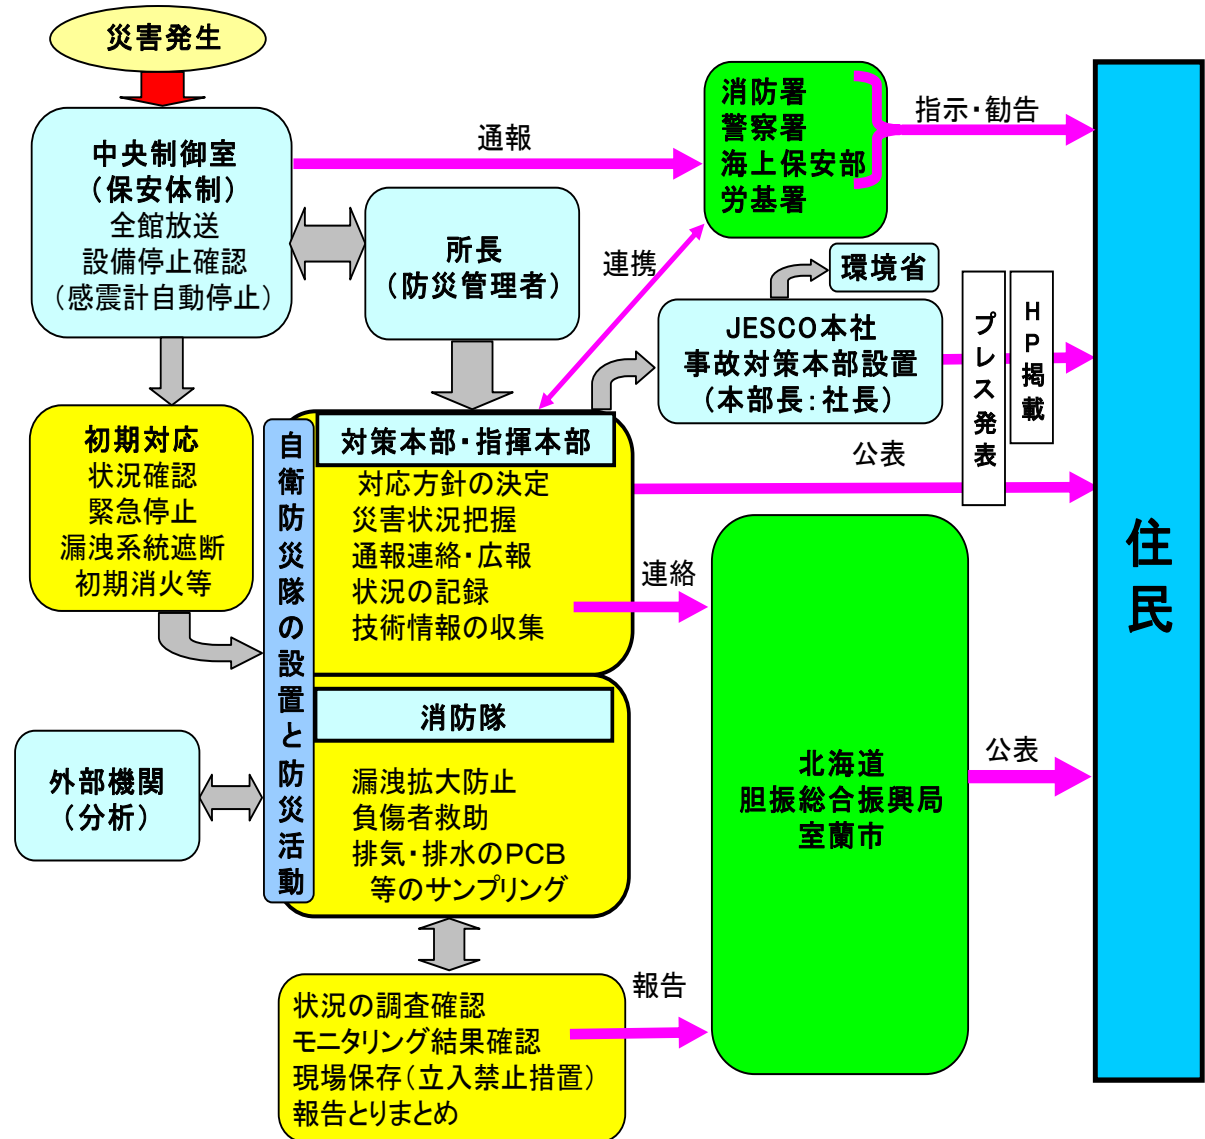 災害発生
中央制御室
（保安体制）
全館放送
設備停止確認
（感震計自動停止）
通報
所長
（防災管理者）
消防署
警察署
海上保安部
労基署
指示・勧告
連携
環境省
JESCO本社
事故対策本部設置
（本部長：社長）
プレス発表
HP掲載
初期対応
状況確認
緊急停止
漏洩系統遮断
初期消火等
自衛防災隊の設置と防災活動
対策本部・指揮本部
対応方針の決定
災害状況把握
通報連絡・広報
状況の記録
技術情報の収集
公表
連絡
消防隊
漏洩拡大防止
負傷者救助
排気・排水のPCB
等のサンプリング
外部機関
（分析）
状況の調査確認
モニタリング結果確認
現場保存（立入禁止措置）
報告とりまとめ
報告
北海道
胆振総合振興局
室蘭市
公表
住民